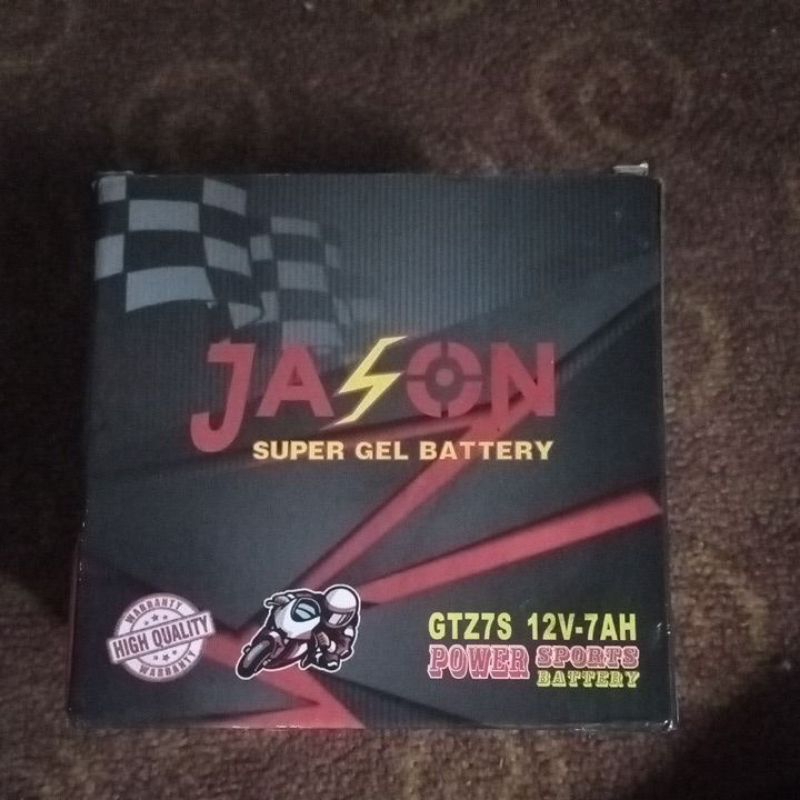 JASON
SUPER GEL BATTERY
WARRANTY
HIGH QUALITY
WARRANTY
GTZ7S 12V-7AH
POWER SPORTS
BATTERY